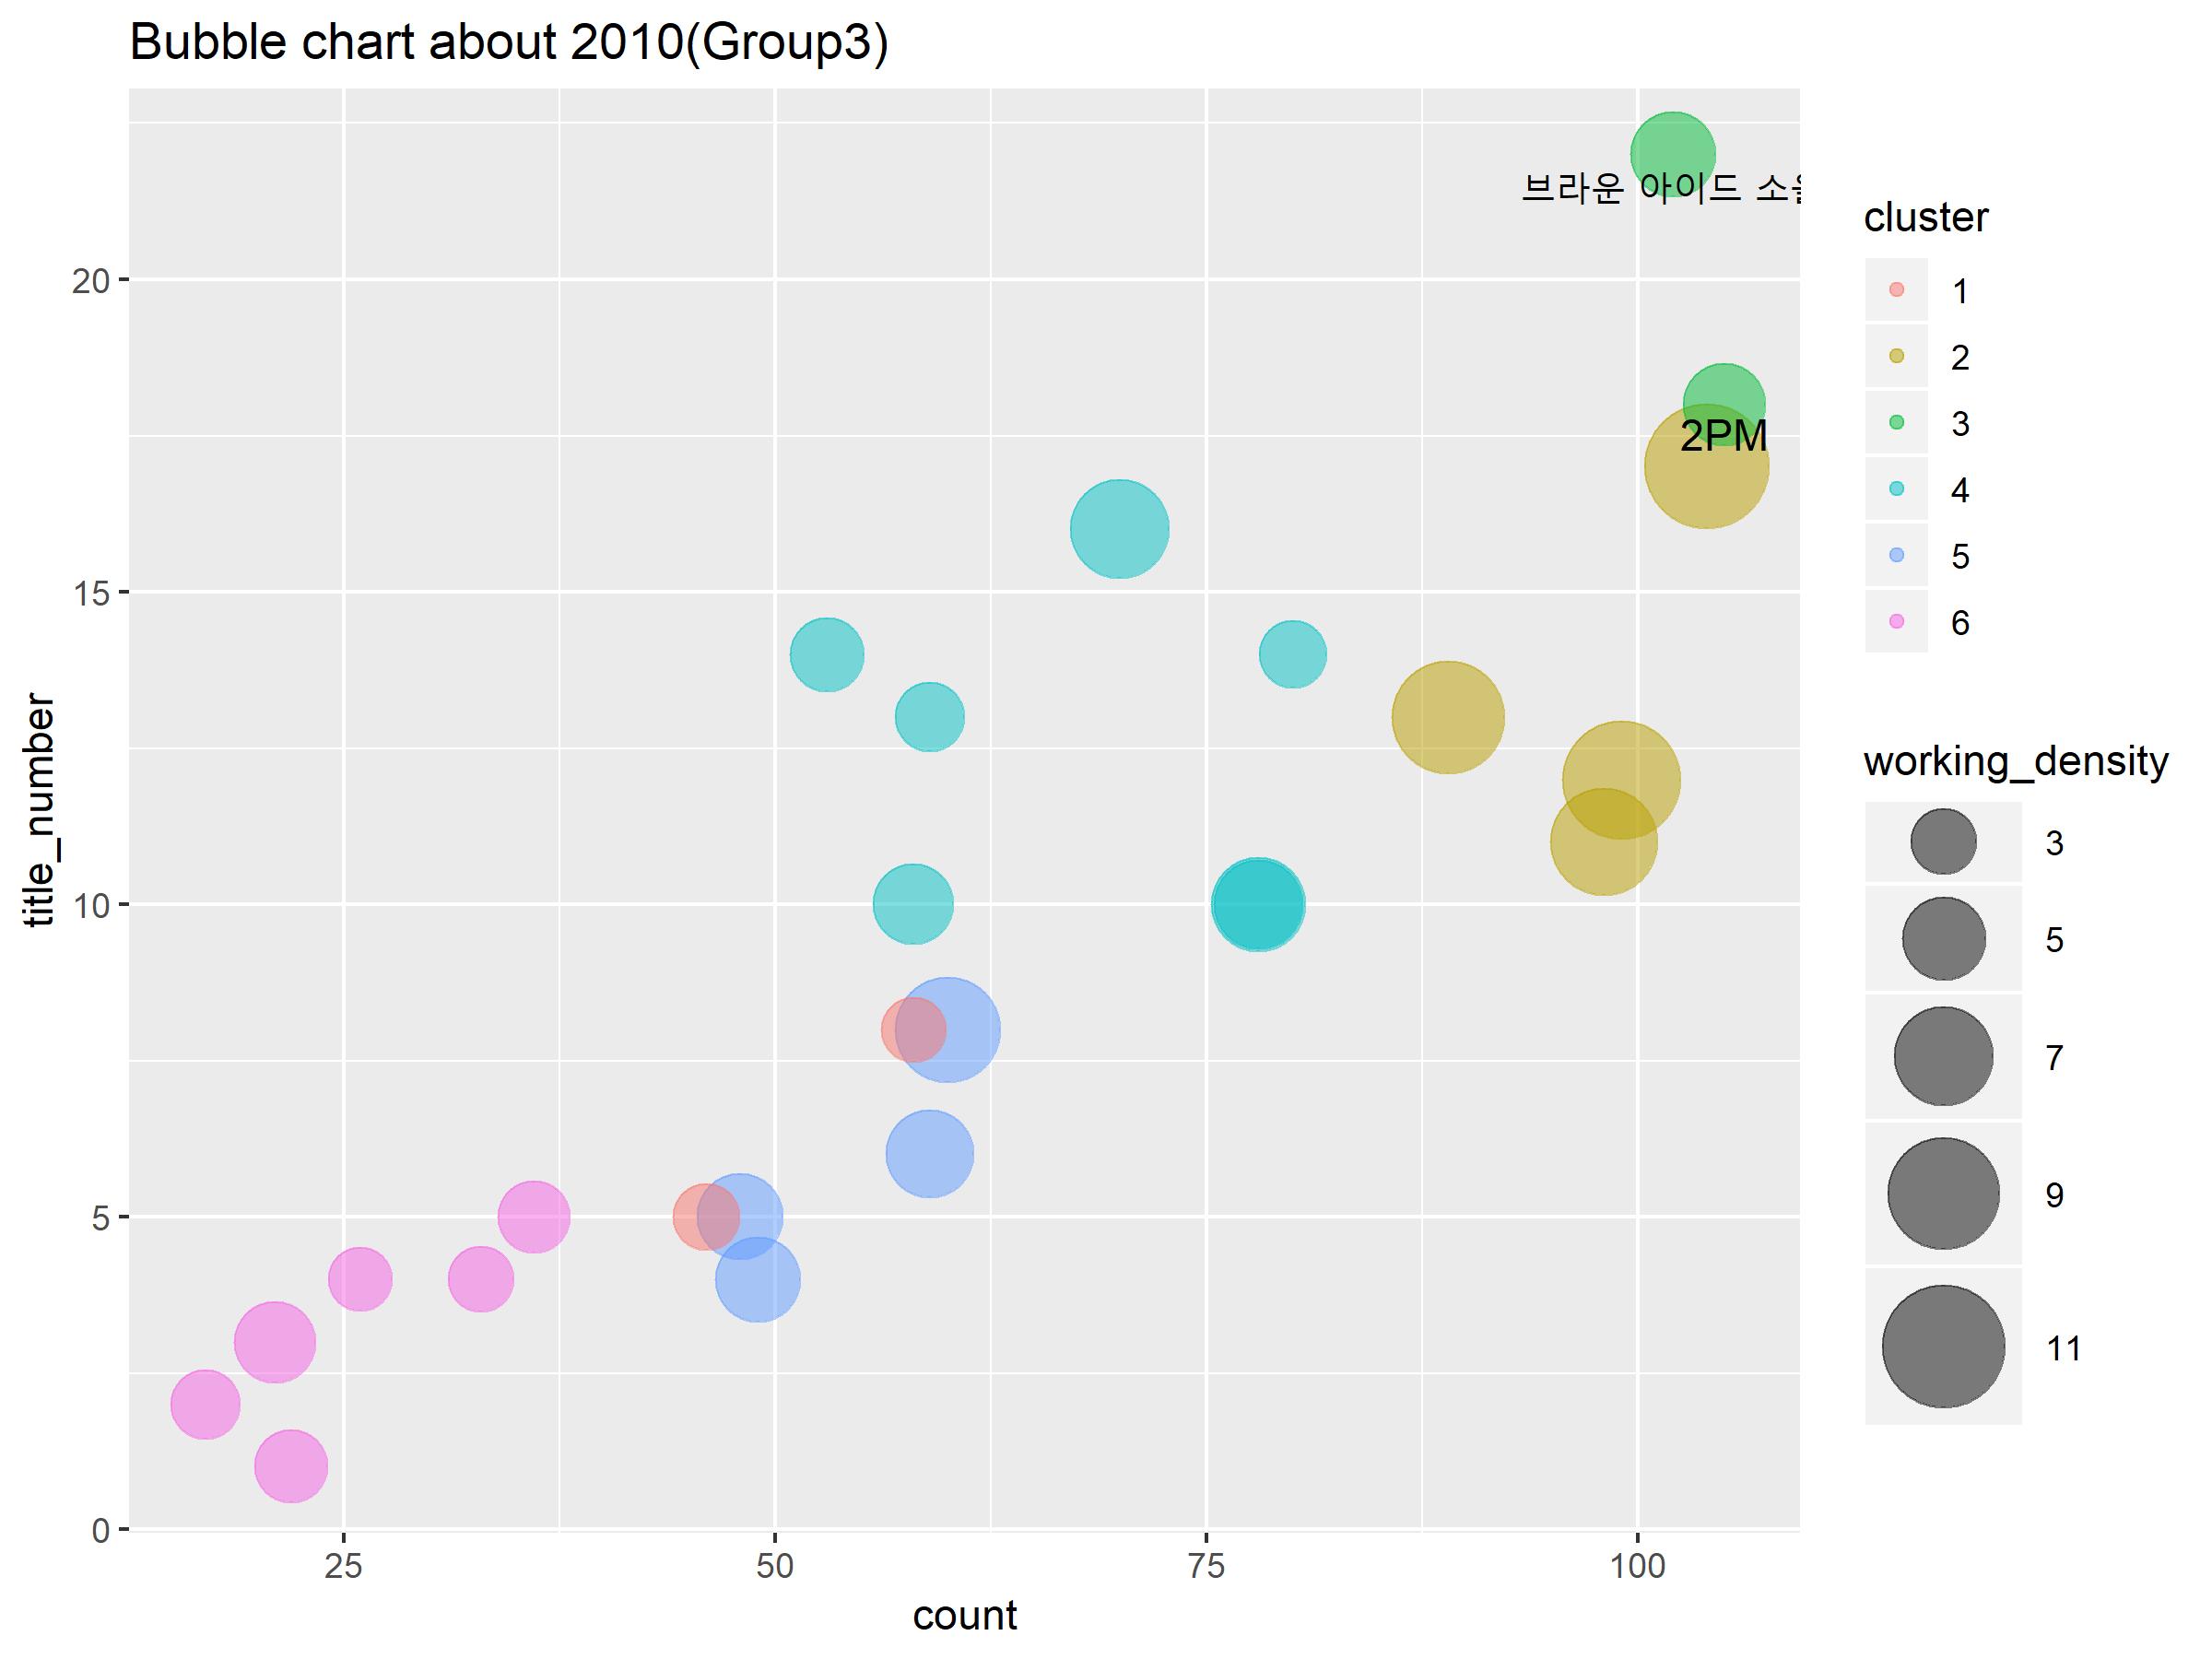 Bubble chart about 2010(Group3)
브라운 아이드
2PM
20
15
10
5
0
title_number
25 50 75 100
count
cluster
1
2
3
4
5
6
working_density
3
5
7
9
11